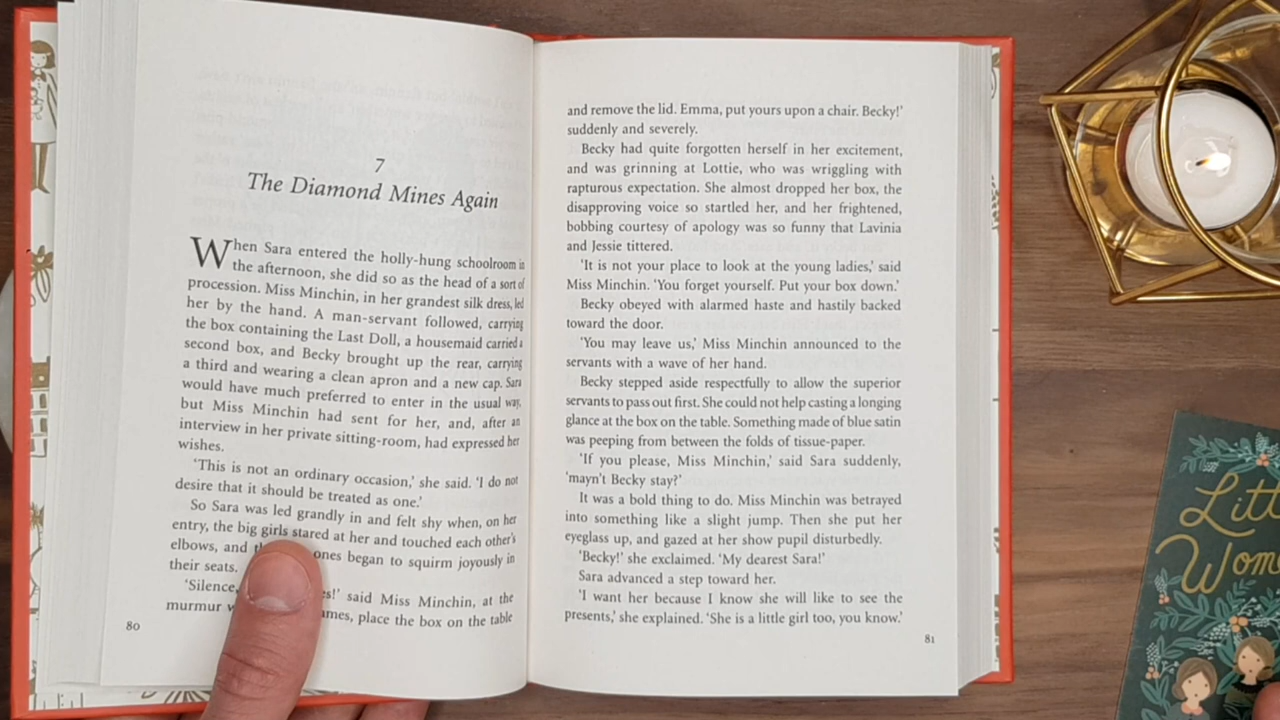 7
The Diamond Mines Again
When Sara entered the holly-hung schoolroom in
the afternoon, she did so as the head of a sort of
procession. Miss Minchin, in her grandest silk dress, led
her by the hand. A man-servant followed, carrying
the box containing the Last Doll, a housemaid carried a
second box, and Becky brought up the rear, carrying
a third and wearing a clean apron and a new cap. Sara
would have much preferred to enter in the usual way,
but Miss Minchin had sent for her, and, after an
interview in her private sitting-room, had expressed her
wishes.
‘This is not an ordinary occasion,’ she said. ‘I do not
desire that it should be treated as one.’
So Sara was led grandly in and felt shy when, on her
entry, the big girls stared at her and touched each other’s
elbows, and ones began to squirm joyously in
their seats.
‘Silence, said Miss Minchin, at the
murmur place the box on the table
80
and remove the lid. Emma, put yours upon a chair. Becky!’
suddenly and severely.
Becky had quite forgotten herself in her excitement,
and was grinning at Lottie, who was wriggling with
rapturous expectation. She almost dropped her box, the
disapproving voice so startled her, and her frightened,
bobbing courtesy of apology was so funny that Lavinia
and Jessie tittered.
‘It is not your place to look at the young ladies,’ said
Miss Minchin. ‘You forget yourself. Put your box down.’
Becky obeyed with alarmed haste and hastily backed
toward the door.
‘You may leave us,’ Miss Minchin announced to the
servants with a wave of her hand.
Becky stepped aside respectfully to allow the superior
servants to pass out first. She could not help casting a longing
glance at the box on the table. Something made of blue satin
was peeping from between the folds of tissue-paper.
‘If you please, Miss Minchin,’ said Sara suddenly,
‘mayn’t Becky stay?’
It was a bold thing to do. Miss Minchin was betrayed
into something like a slight jump. Then she put her
eyeglass up, and gazed at her show pupil disturbedly.
‘Becky!’ she exclaimed. ‘My dearest Sara!’
Sara advanced a step toward her.
‘I want her because I know she will like to see the
presents,’ she explained. ‘She is a little girl too, you know.’
81